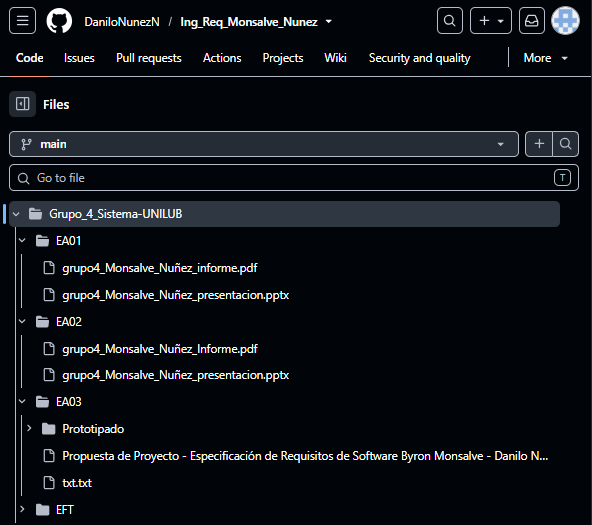 DaniloNunezN / Ing_Req_Monsalve_Nunez
Code Issues Pull requests Actions Projects Wiki Security and quality More
Files
main
Go to file T
Grupo_4_Sistema-UNILUB
EA01
grupo4_Monsalve_Nuñez_informe.pdf
grupo4_Monsalve_Nuñez_presentacion.pptx
EA02
grupo4_Monsalve_Nuñez_Informe.pdf
grupo4_Monsalve_Nuñez_presentacion.pptx
EA03
Prototipado
Propuesta de Proyecto - Especificación de Requisitos de Software Byron Monsalve - Danilo N...
txt.txt
EFT